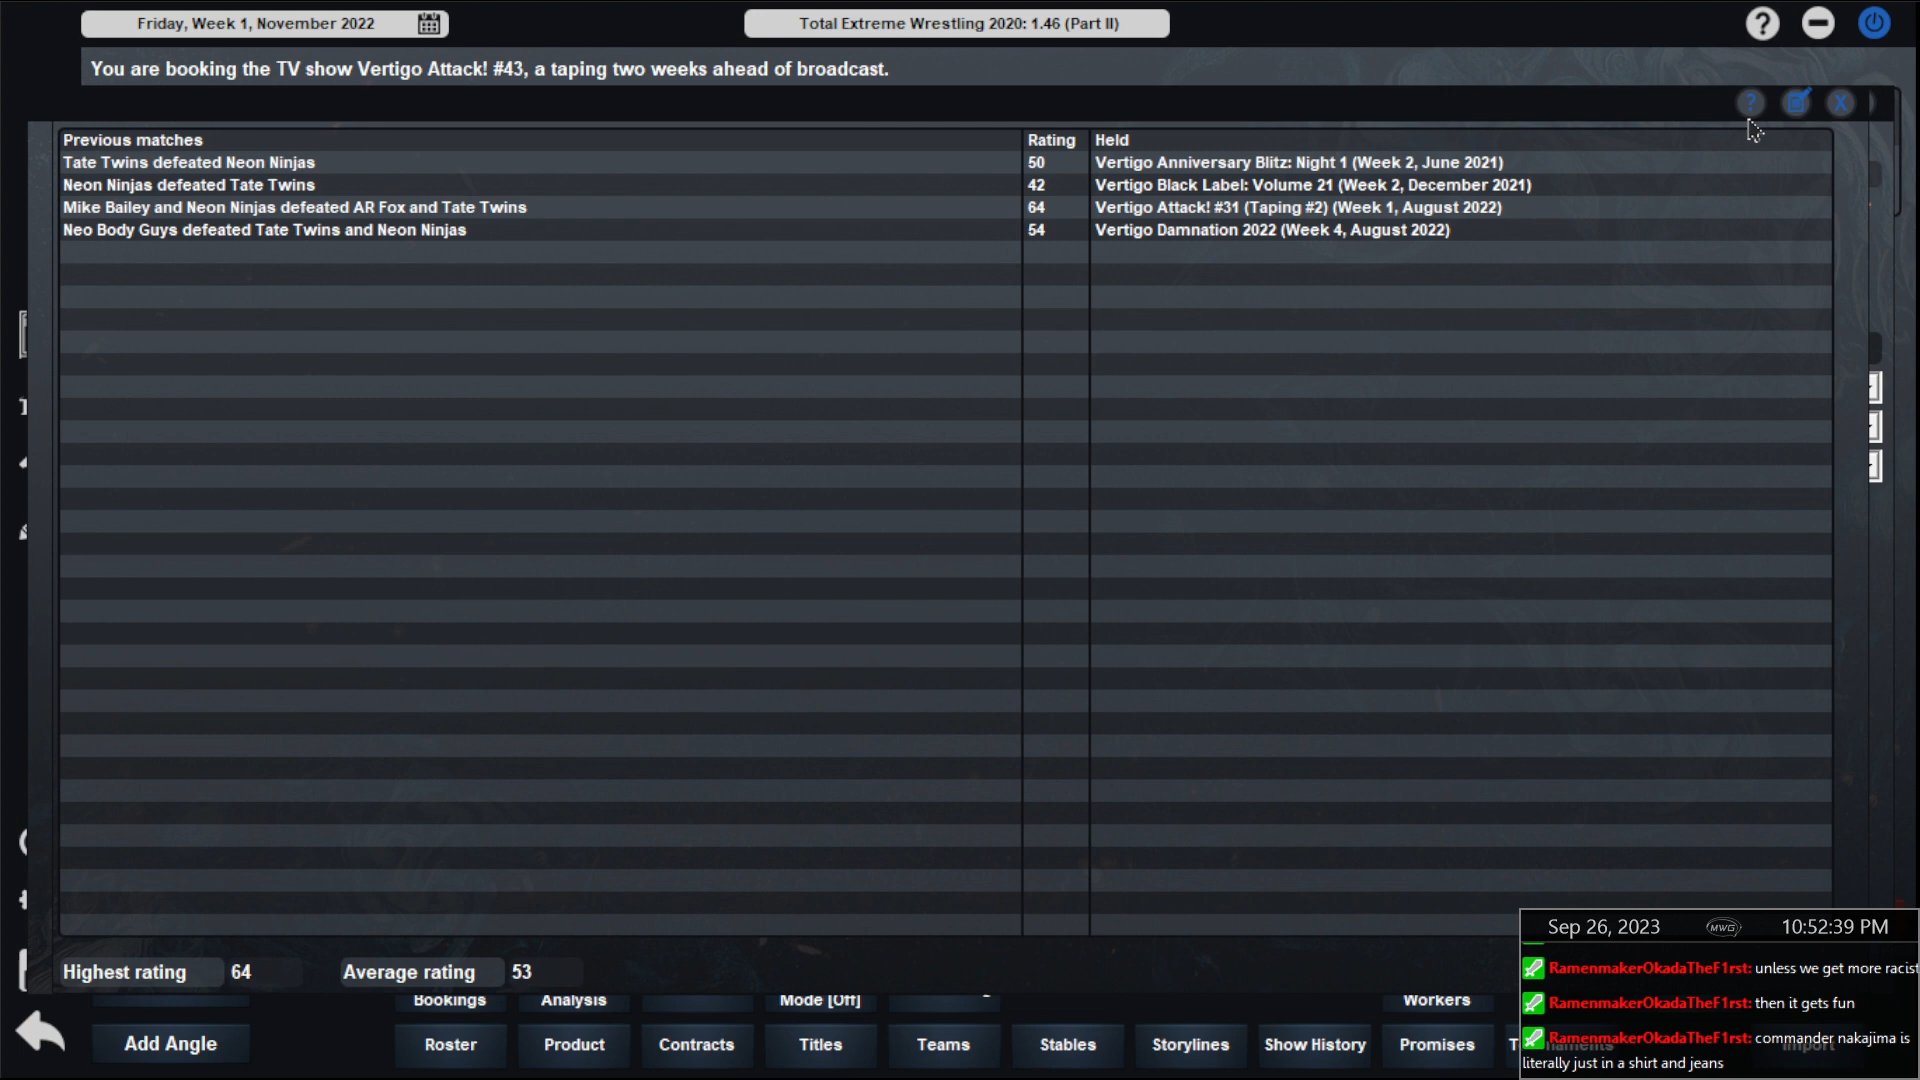 Friday, Week 1, November 2022
Total Extreme Wrestling 2020: 1.46 (Part II)
?
You are booking the TV show Vertigo Attack! #43, a taping two weeks ahead of broadcast.
? X
Previous matches Rating Held
Tate Twins defeated Neon Ninjas 50 Vertigo Anniversary Blitz: Night 1 (Week 2, June 2021)
Neon Ninjas defeated Tate Twins 42 Vertigo Black Label: Volume 21 (Week 2, December 2021)
Mike Bailey and Neon Ninjas defeated AR Fox and Tate Twins 64 Vertigo Attack! #31 (Taping #2) (Week 1, August 2022)
Neo Body Guys defeated Tate Twins and Neon Ninjas 54 Vertigo Damnation 2022 (Week 4, August 2022)
Highest rating 64 Average rating 53
Bookings Analysis Mode [Off] Workers
Add Angle Roster Product Contracts Titles Teams Stables Storylines Show History Promises
Sep 26, 2023 MWG 10:52:39 PM
RamenmakerOkadaTheF1rst: unless we get more racist
RamenmakerOkadaTheF1rst: then it gets fun
RamenmakerOkadaTheF1rst: commander nakajima is
literally just in a shirt and jeans